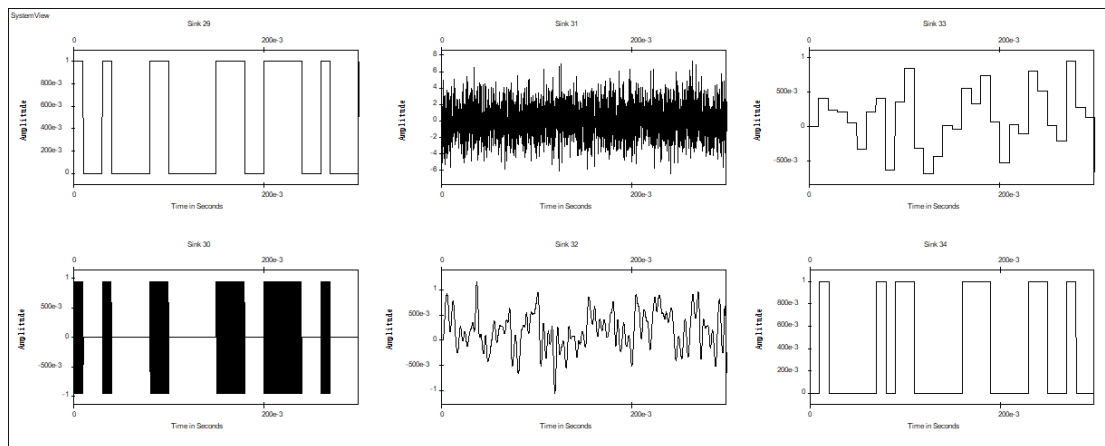 SystemView
Sink 29
0 200e-3
1
800e-3
600e-3
400e-3
200e-3
0
Amplitude
0 200e-3
Time in Seconds
Sink 31
0 200e-3
8
6
4
2
0
-2
-4
-6
Amplitude
0 200e-3
Time in Seconds
Sink 33
0 200e-3
500e-3
0
-500e-3
Amplitude
0 200e-3
Time in Seconds
Sink 30
0 200e-3
1
500e-3
0
-500e-3
-1
Amplitude
0 200e-3
Time in Seconds
Sink 32
0 200e-3
1
500e-3
0
-500e-3
-1
Amplitude
0 200e-3
Time in Seconds
Sink 34
0 200e-3
1
800e-3
600e-3
400e-3
200e-3
0
Amplitude
0 200e-3
Time in Seconds